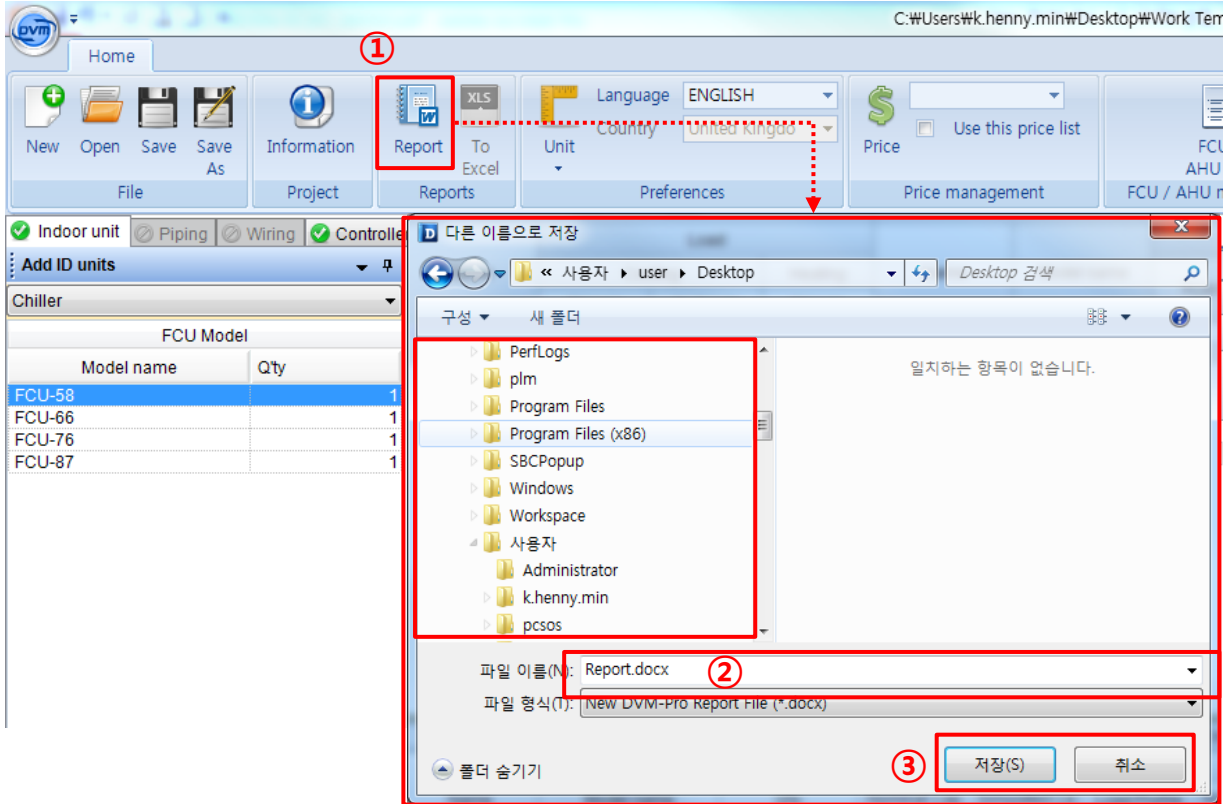 DVM
C:₩Users₩k.henny.min₩Desktop₩Work Tem
Home
①
New Open Save Save As
File
Information
Project
Report
XLS
To Excel
Reports
Unit
Language ENGLISH
Country United Kingdo
Preferences
Price
Use this price list
Price management
FCU
AHU
FCU / AHU m
Indoor unit Piping Wiring Controlle
Add ID units
Chiller
FCU Model
Model name Q'ty
FCU-58 1
FCU-66 1
FCU-76 1
FCU-87 1
다른 이름으로 저장
« 사용자 user Desktop
Desktop 검색
구성 새 폴더
PerfLogs
plm
Program Files
Program Files (x86)
SBCPopup
Windows
Workspace
사용자
Administrator
k.henny.min
pcsos
일치하는 항목이 없습니다.
파일 이름(N): Report.docx ②
파일 형식(T): New DVM-Pro Report File (*.docx)
폴더 숨기기
③ 저장(S) 취소